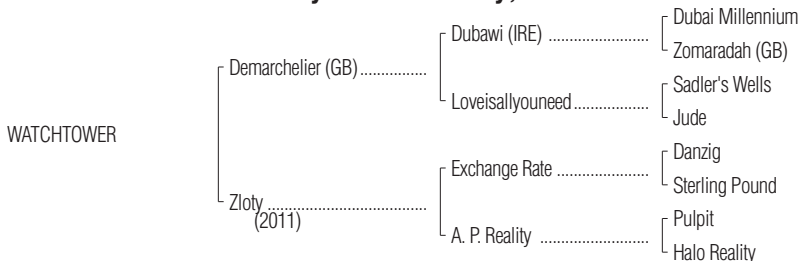 Dubai Millennium
Dubawi (IRE) ....................
Zomaradah (GB)
Demarchelier (GB) ................
Sadler's Wells
Loveisallyouneed ...............
Jude
WATCHTOWER
Danzig
Exchange Rate ..................
Sterling Pound
Zloty .....................................
(2011)
Pulpit
A. P. Reality ......................
Halo Reality